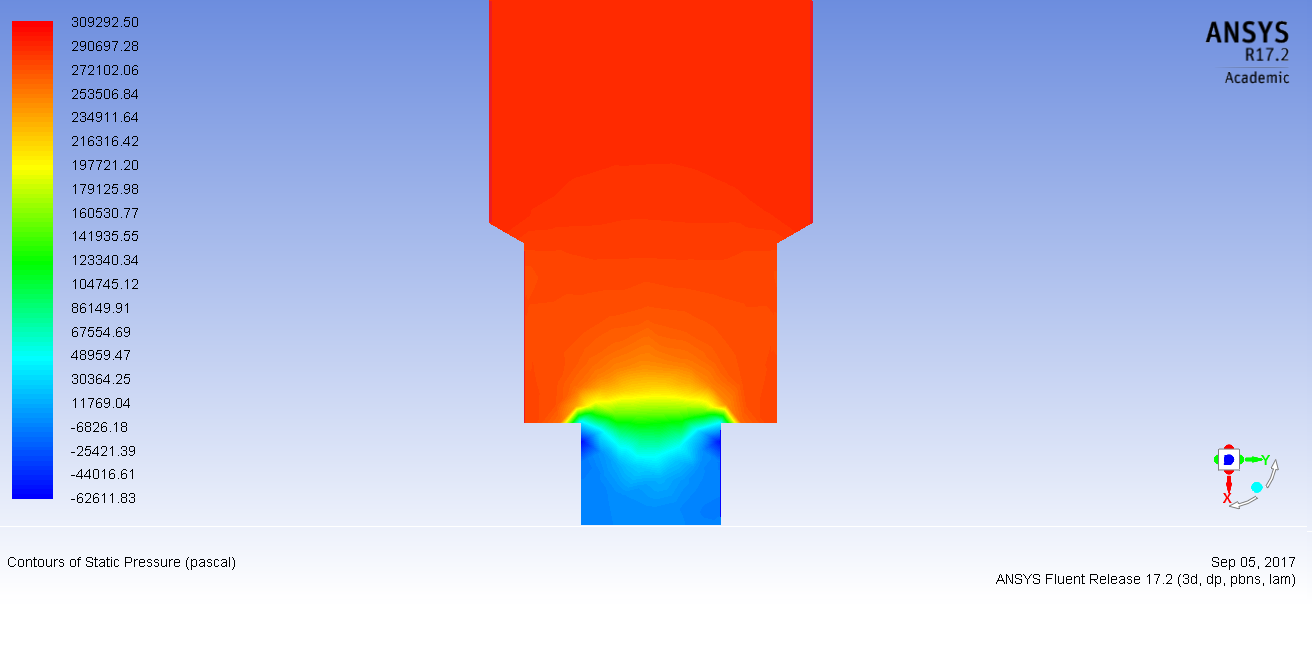 309292.50
290697.28
272102.06
253506.84
234911.64
216316.42
197721.20
179125.98
160530.77
141935.55
123340.34
104745.12
86149.91
67554.69
48959.47
30364.25
11769.04
-6826.18
-25421.39
-44016.61
-62611.83
ANSYS
R17.2
Academic
Y
X
Contours of Static Pressure (pascal)
Sep 05, 2017
ANSYS Fluent Release 17.2 (3d, dp, pbns, lam)